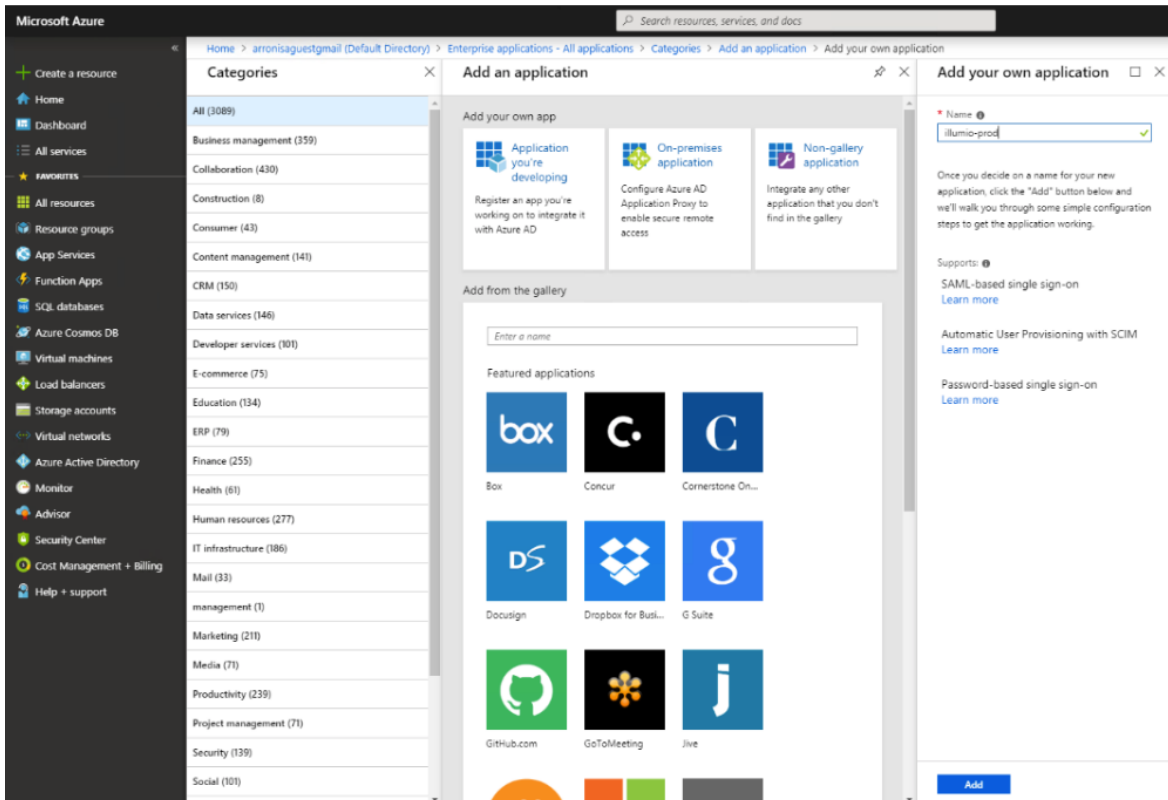 Microsoft Azure
Search resources, services, and docs
Home > arronisaguestgmail (Default Directory) > Enterprise applications - All applications > Categories > Add an application > Add your own application
Create a resource
Home
Dashboard
All services
FAVORITES
All resources
Resource groups
App Services
Function Apps
SQL databases
Azure Cosmos DB
Virtual machines
Load balancers
Storage accounts
Virtual networks
Azure Active Directory
Monitor
Advisor
Security Center
Cost Management + Billing
Help + support
Categories
All (3089)
Business management (359)
Collaboration (430)
Construction (8)
Consumer (43)
Content management (141)
CRM (150)
Data services (146)
Developer services (101)
E-commerce (75)
Education (134)
ERP (79)
Finance (255)
Health (61)
Human resources (277)
IT infrastructure (186)
Mail (33)
management (1)
Marketing (211)
Media (71)
Productivity (239)
Project management (71)
Security (139)
Social (101)
Add an application
Add your own app
Application
you're
developing
Register an app you're
working on to integrate it
with Azure AD
On-premises
application
Configure Azure AD
Application Proxy to
enable secure remote
access
Non-gallery
application
Integrate any other
application that you don't
find in the gallery
Add from the gallery
Enter a name
Featured applications
box
C.
C
Box
Concur
Cornerstone On...
DS
g
Docusign
Dropbox for Busi...
G Suite
j
GitHub.com
GoToMeeting
Jive
Add your own application
* Name
illumio-prod
Once you decide on a name for your new
application, click the "Add" button below and
we'll walk you through some simple configuration
steps to get the application working.
Supports:
SAML-based single sign-on
Learn more
Automatic User Provisioning with SCIM
Learn more
Password-based single sign-on
Learn more
Add